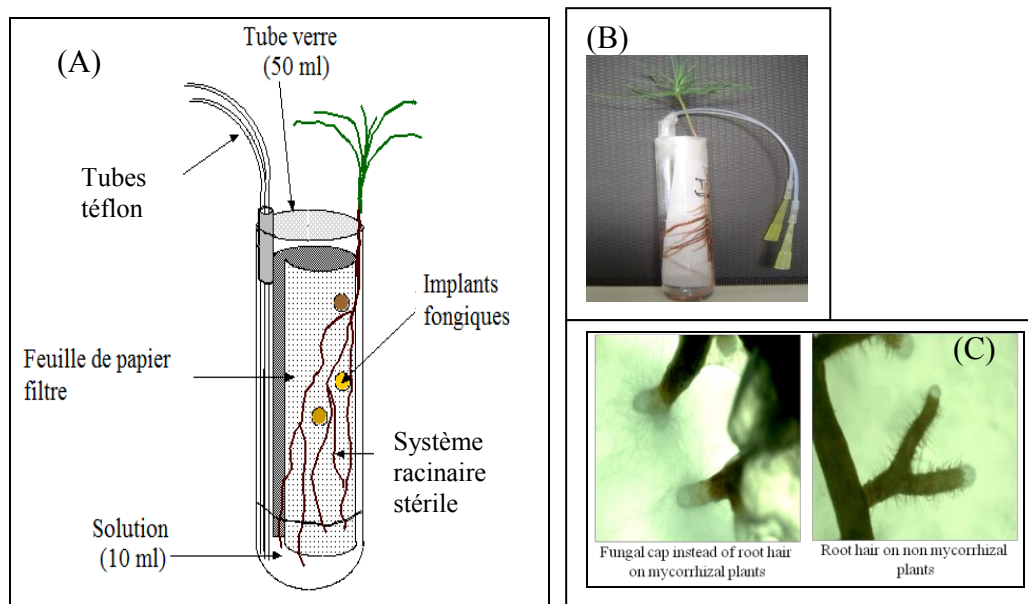 (A)
Tube verre
(50 ml)
Tubes
téflon
Implants
fongiques
Feuille de papier
filtre
Système
racinaire
stérile
Solution
(10 ml)
(B)
(C)
Fungal cap instead of root hair
on mycorrhizal plants
Root hair on non mycorrhizal
plants